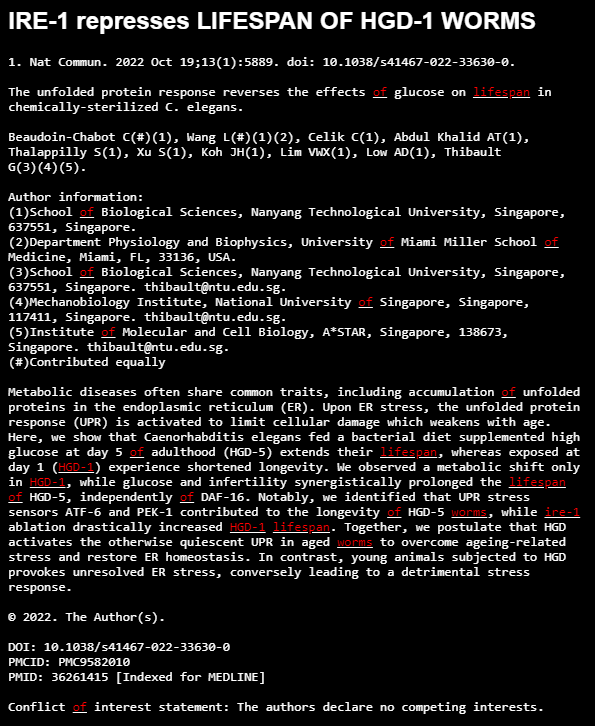 IRE-1 represses LIFESPAN OF HGD-1 WORMS
1. Nat Commun. 2022 Oct 19;13(1):5889. doi: 10.1038/s41467-022-33630-0.
The unfolded protein response reverses the effects of glucose on lifespan in
chemically-sterilized C. elegans.
Beaudoin-Chabot C(#)(1), Wang L(#)(1)(2), Celik C(1), Abdul Khalid AT(1),
Thalappilly S(1), Xu S(1), Koh JH(1), Lim VWX(1), Low AD(1), Thibault
G(3)(4)(5).
Author information:
(1)School of Biological Sciences, Nanyang Technological University, Singapore,
637551, Singapore.
(2)Department Physiology and Biophysics, University of Miami Miller School of
Medicine, Miami, FL, 33136, USA.
(3)School of Biological Sciences, Nanyang Technological University, Singapore,
637551, Singapore. thibault@ntu.edu.sg.
(4)Mechanobiology Institute, National University of Singapore, Singapore,
117411, Singapore. thibault@ntu.edu.sg.
(5)Institute of Molecular and Cell Biology, A*STAR, Singapore, 138673,
Singapore. thibault@ntu.edu.sg.
(#)Contributed equally
Metabolic diseases often share common traits, including accumulation of unfolded
proteins in the endoplasmic reticulum (ER). Upon ER stress, the unfolded protein
response (UPR) is activated to limit cellular damage which weakens with age.
Here, we show that Caenorhabditis elegans fed a bacterial diet supplemented high
glucose at day 5 of adulthood (HGD-5) extends their lifespan, whereas exposed at
day 1 (HGD-1) experience shortened longevity. We observed a metabolic shift only
in HGD-1, while glucose and infertility synergistically prolonged the lifespan
of HGD-5, independently of DAF-16. Notably, we identified that UPR stress
sensors ATF-6 and PEK-1 contributed to the longevity of HGD-5 worms, while ire-1
ablation drastically increased HGD-1 lifespan. Together, we postulate that HGD
activates the otherwise quiescent UPR in aged worms to overcome ageing-related
stress and restore ER homeostasis. In contrast, young animals subjected to HGD
provokes unresolved ER stress, conversely leading to a detrimental stress
response.
© 2022. The Author(s).
DOI: 10.1038/s41467-022-33630-0
PMCID: PMC9582010
PMID: 36261415 [Indexed for MEDLINE]
Conflict of interest statement: The authors declare no competing interests.